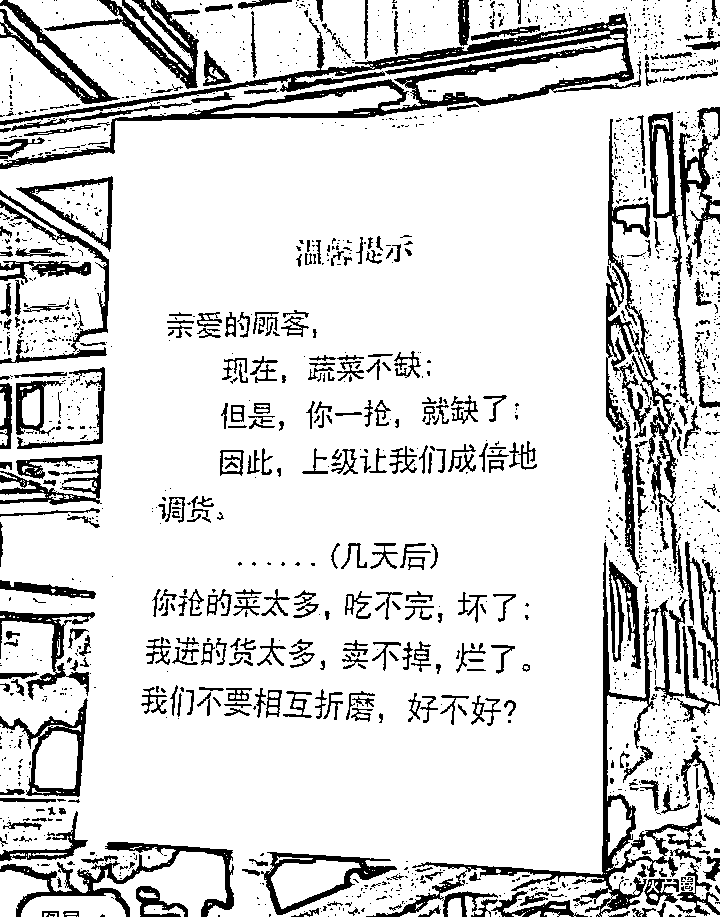 温馨提示
亲爱的顾客，
现在，蔬菜不缺；
但是，你一抢，就缺了；
因此，上级让我们成倍地
调货。
......(几天后)
你抢的菜太多，吃不完，坏了；
我进的货太多，卖不掉，烂了。
我们不要相互折磨，好不好?
灰产圈